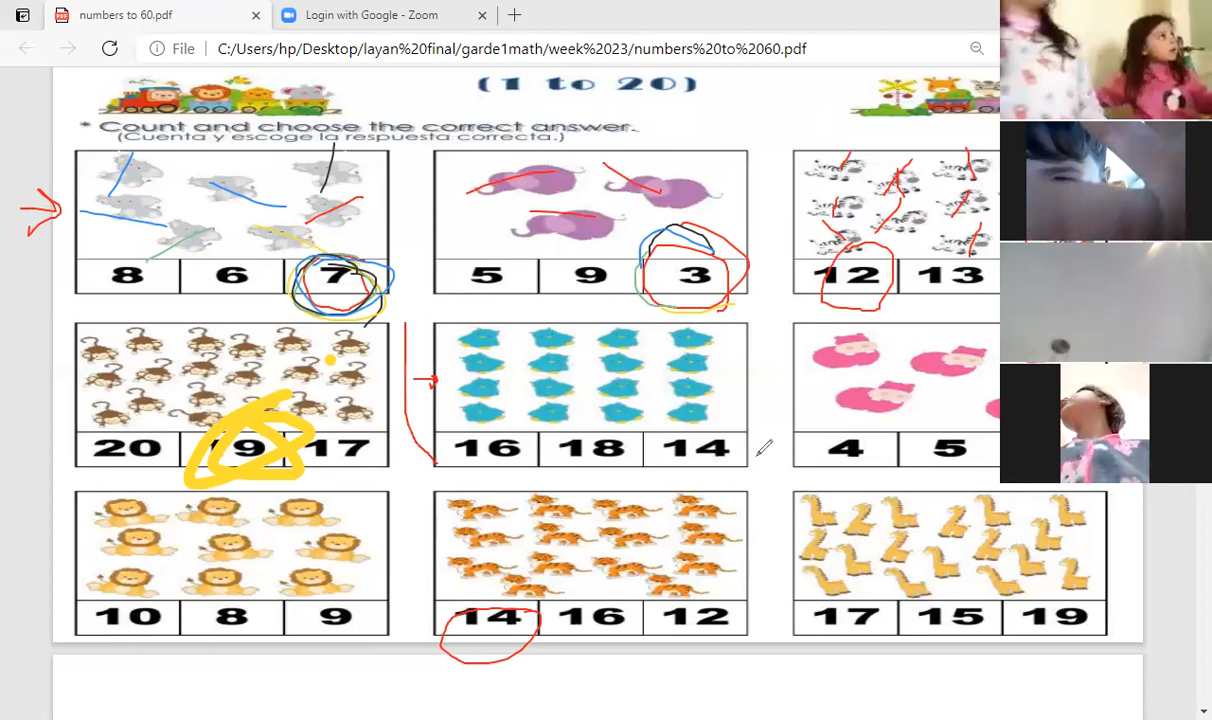 numbers to 60.pdf
Login with Google - Zoom
File C:/Users/hp/Desktop/layan%20final/garde1math/week%2023/numbers%20to%2060.pdf
(1 to 20)
* Count and choose the correct answer.
(Cuenta y escoge la respuesta correcta.)
8 6 7
5 9 3
12 13
20 19 17
16 18 14
4 5
10 8 9
14 16 12
17 15 19